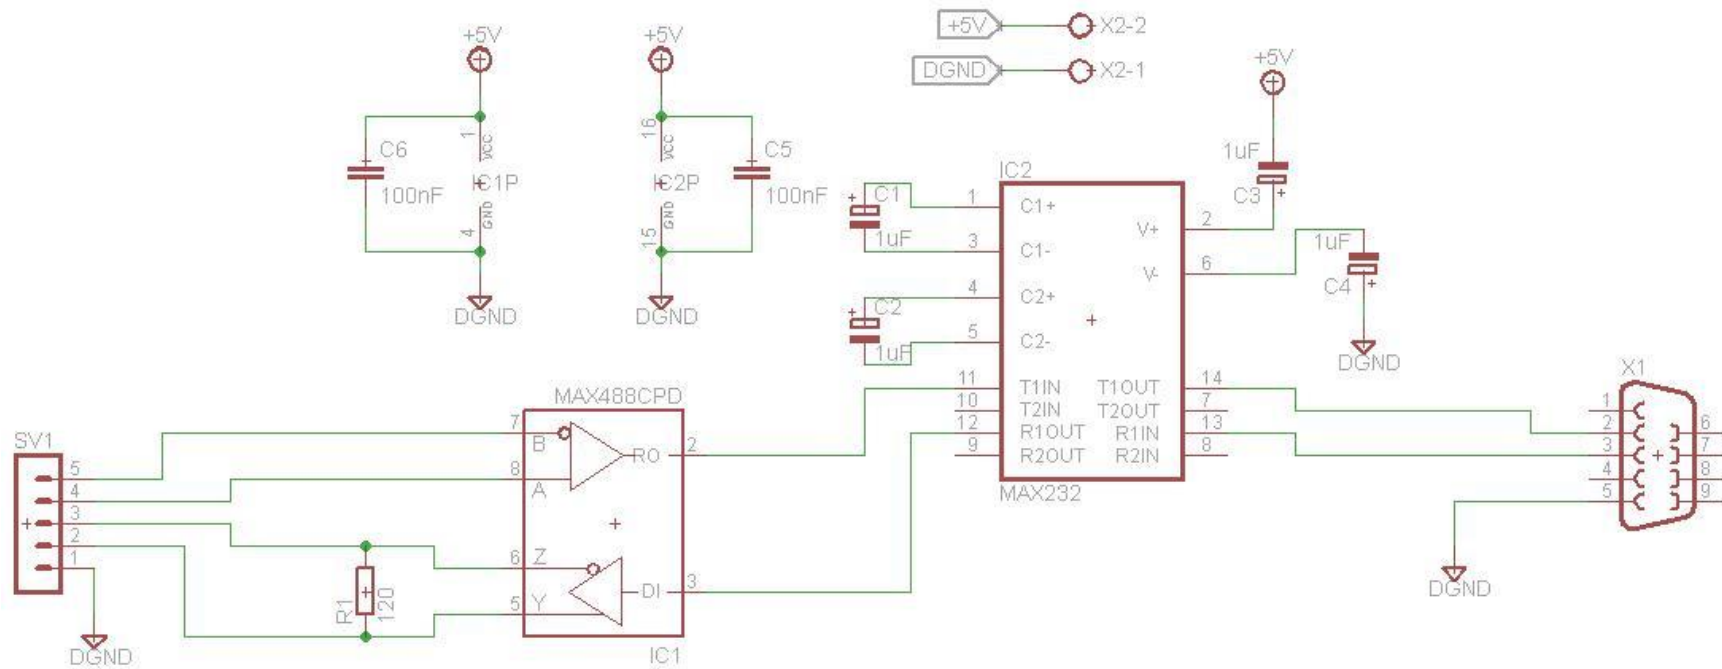 +5V X2-2
DGND X2-1
+5V
+5V
+5V
C6
100nF
1
VCC
IC1P
GND
4
DGND
16
VCC
IC2P
GND
15
C5
100nF
DGND
1uF
C3
IC2
C1
1uF
1 C1+
3 C1-
C2
1uF
4 C2+
5 C2-
V+ 2
V- 6
1uF
C4
DGND
11 T1IN T1OUT 14
10 T2IN T2OUT 7
12 R1OUT R1IN 13
9 R2OUT R2IN 8
MAX232
X1
1
2
3
4
5
6
7
8
9
DGND
MAX488CPD
7 B
8 A
RO 2
6 Z
5 Y
DI 3
IC1
SV1
5
4
3
2
1
R1
120
DGND